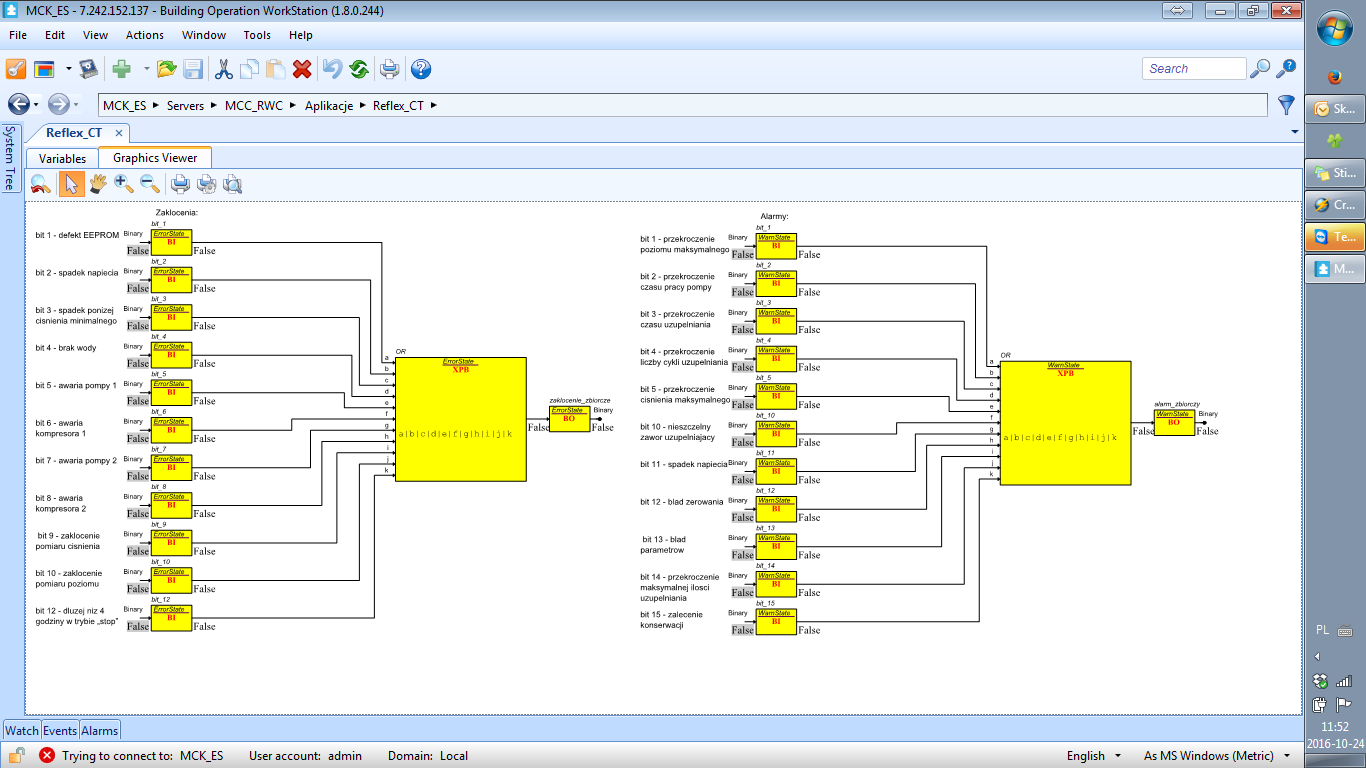 MCK_ES - 7.242.152.137 - Building Operation WorkStation (1.8.0.244)
File Edit View Actions Window Tools Help
Search
MCK_ES ▸ Servers ▸ MCC_RWC ▸ Aplikacje ▸ Reflex_CT ▸
System Tree
Reflex_CT
Variables Graphics Viewer
Zaklocenia:
bit_1
bit 1 - defekt EEPROM Binary ErrorState
BI
False False
bit_2
bit 2 - spadek napiecia Binary ErrorState
BI
False False
bit_3
bit 3 - spadek ponizej Binary ErrorState
cisnienia minimalnego BI
False False
bit_4
bit 4 - brak wody Binary ErrorState
BI
False False
bit_5
bit 5 - awaria pompy 1 Binary ErrorState
BI
False False
bit_6
bit 6 - awaria Binary ErrorState
kompresora 1 BI
False False
bit_7
bit 7 - awaria pompy 2 Binary ErrorState
BI
False False
bit_8
bit 8 - awaria Binary ErrorState
kompresora 2 BI
False False
bit_9
bit 9 - zaklocenie Binary ErrorState
pomiaru cisnienia BI
False False
bit_10
bit 10 - zaklocenie Binary ErrorState
pomiaru poziomu BI
False False
bit_12
bit 12 - dluzej niz 4 Binary ErrorState
godziny w trybie „stop” BI
False False
OR
ErrorState
XPB
a
b
c
d
e
f
g
h
i
j
k
a|b|c|d|e|f|g|h|i|j|k
zaklocenie_zbiorcze
ErrorState Binary
BO
False False
Alarmy:
bit_1
bit 1 - przekroczenie Binary WarnState
poziomu maksymalnego BI
False False
bit_2
bit 2 - przekroczenie Binary WarnState
czasu pracy pompy BI
False False
bit_3
bit 3 - przekroczenie Binary WarnState
czasu uzupelniania BI
False False
bit_4
bit 4 - przekroczenie Binary WarnState
liczby cykli uzupelniania BI
False False
bit_5
bit 5 - przekroczenie Binary WarnState
cisnienia maksymalnego BI
False False
bit_10
bit 10 - nieszczelny Binary WarnState
zawor uzupelniajacy BI
False False
bit_11
bit 11 - spadek napiecia Binary WarnState
BI
False False
bit_12
bit 12 - blad zerowania Binary WarnState
BI
False False
bit_13
bit 13 - blad Binary WarnState
parametrow BI
False False
bit_14
bit 14 - przekroczenie Binary WarnState
maksymalnej ilosci BI
uzupelniania
False False
bit_15
bit 15 - zalecenie Binary WarnState
konserwacji BI
False False
OR
WarnState
XPB
a
b
c
d
e
f
g
h
i
j
k
a|b|c|d|e|f|g|h|i|j|k
alarm_zbiorczy
WarnState Binary
BO
False False
Watch Events Alarms
Trying to connect to: MCK_ES User account: admin Domain: Local English As MS Windows (Metric)
Sk...
Sti...
Cr...
Te...
M...
PL
11:52
2016-10-24